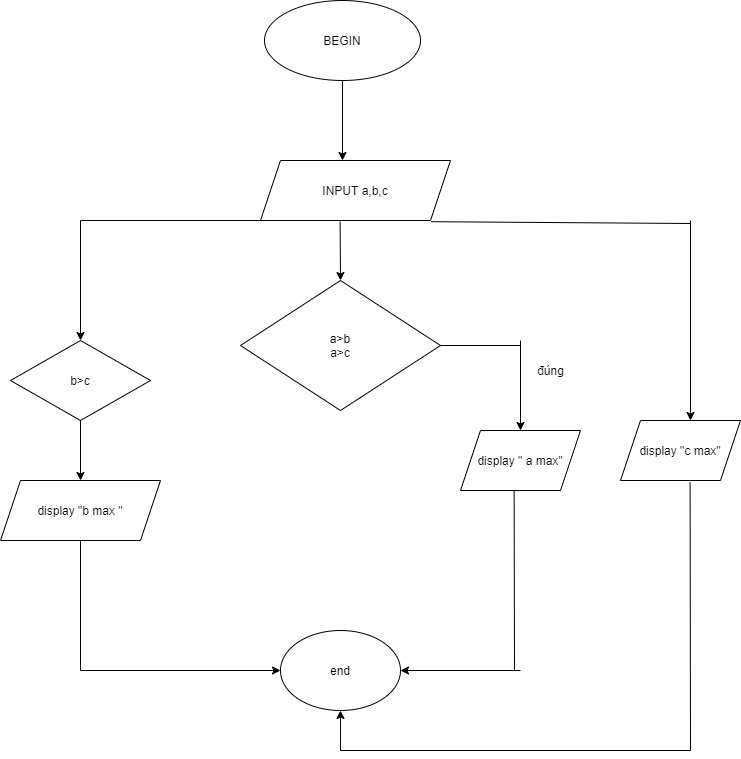 BEGIN
INPUT a,b,c
a>b
a>c
b>c
đúng
display "c max"
display " a max"
display "b max "
end